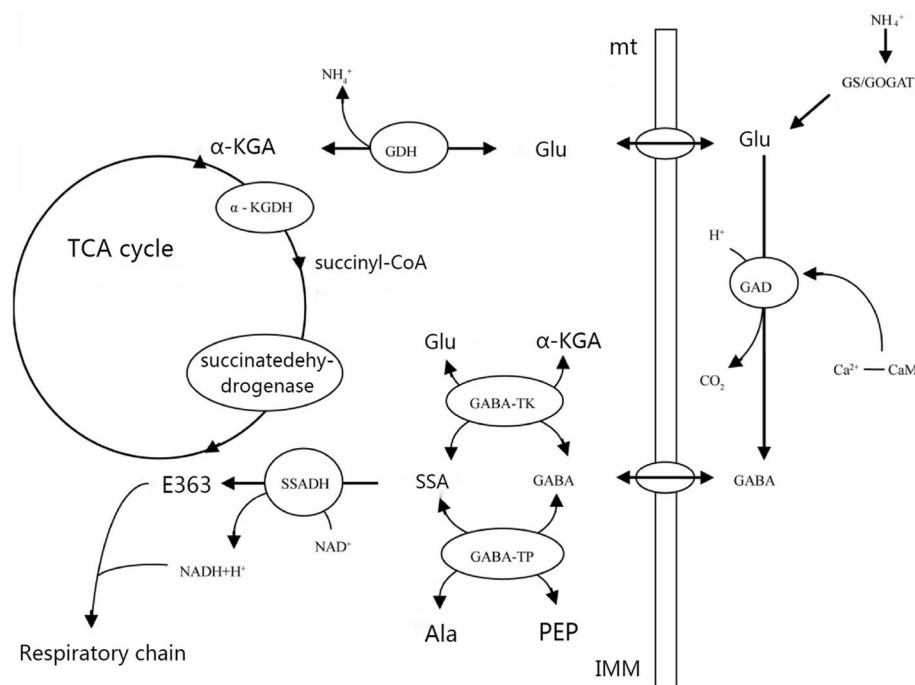 mt
NH₄⁺
GS/GOGAT
NH₄⁺
α-KGA
GDH
Glu
Glu
α - KGDH
TCA cycle
succinyl-CoA
H⁺
GAD
CO₂
Ca²⁺ — CaM
succinatedehy-
drogenase
Glu
α-KGA
GABA-TK
E363
SSADH
SSA
GABA
GABA
NAD⁺
NADH+H⁺
GABA-TP
Ala
PEP
Respiratory chain
IMM